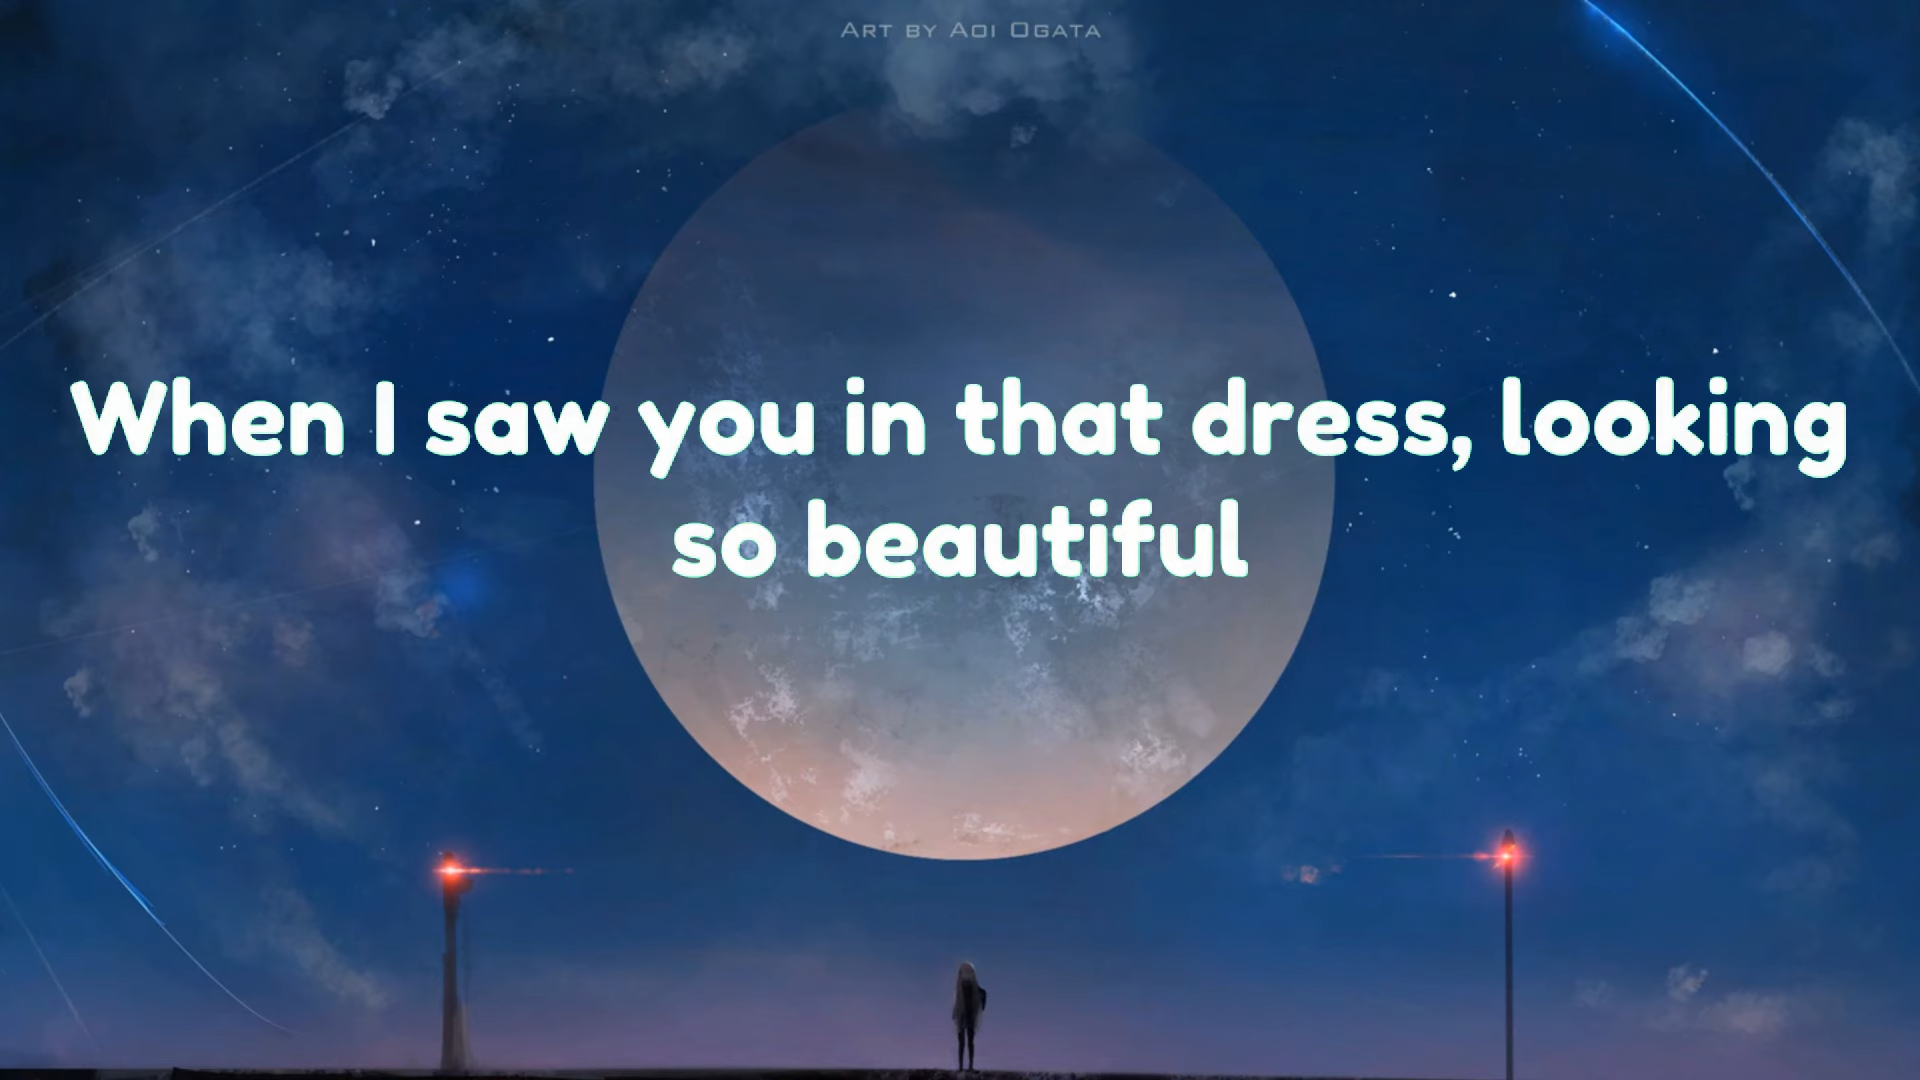 Art by Aoi Ogata
When I saw you in that dress, looking
so beautiful